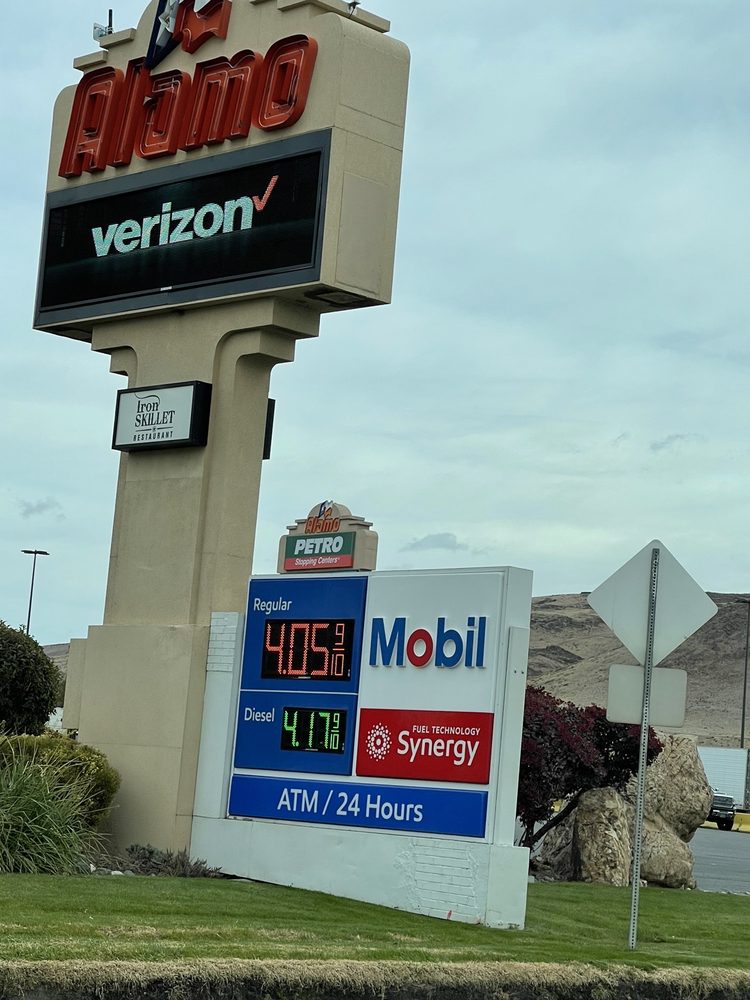 Alamo
verizon
Iron
SKILLET
RESTAURANT
Alamo
PETRO
Stopping Centers
Regular
4.05 9/10
Mobil
Diesel
4.17 9/10
FUEL TECHNOLOGY
Synergy
ATM / 24 Hours